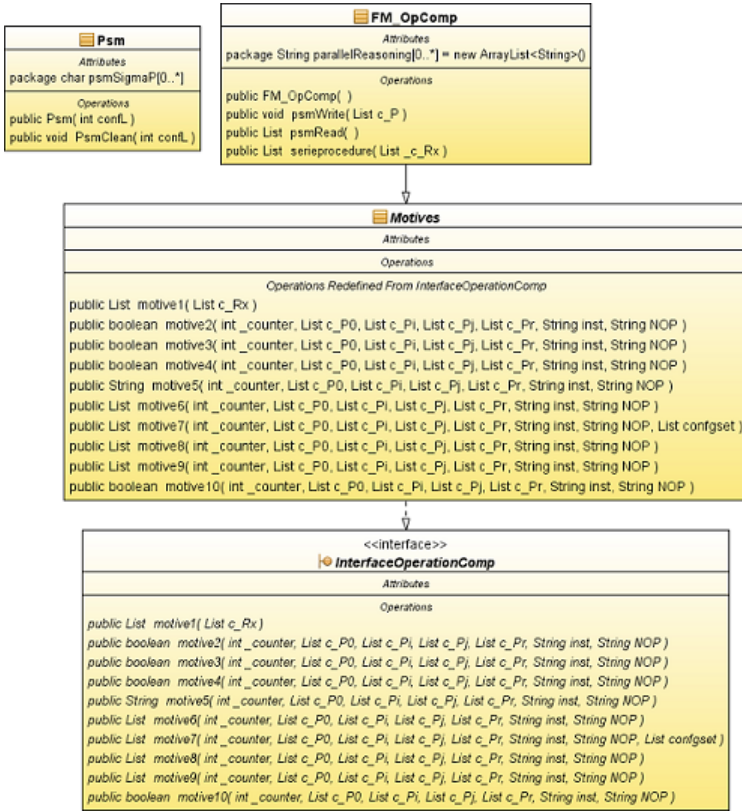 Psm
Attributes
package char psmSigmaP[0..*]
Operations
public Psm( int confL )
public void PsmClean( int confL )
FM_OpComp
Attributes
package String parallelReasoning[0..*] = new ArrayList<String>()
Operations
public FM_OpComp( )
public void psmWrite( List c_P )
public List psmRead( )
public List serieprocedure( List _c_Rx )
Motives
Attributes
Operations
Operations Redefined From InterfaceOperationComp
public List motive1( List c_Rx )
public boolean motive2( int _counter, List c_P0, List c_Pi, List c_Pj, List c_Pr, String inst, String NOP )
public boolean motive3( int _counter, List c_P0, List c_Pi, List c_Pj, List c_Pr, String inst, String NOP )
public boolean motive4( int _counter, List c_P0, List c_Pi, List c_Pj, List c_Pr, String inst, String NOP )
public String motive5( int _counter, List c_P0, List c_Pi, List c_Pj, List c_Pr, String inst, String NOP )
public List motive6( int _counter, List c_P0, List c_Pi, List c_Pj, List c_Pr, String inst, String NOP )
public List motive7( int _counter, List c_P0, List c_Pi, List c_Pj, List c_Pr, String inst, String NOP, List confgset )
public List motive8( int _counter, List c_P0, List c_Pi, List c_Pj, List c_Pr, String inst, String NOP )
public List motive9( int _counter, List c_P0, List c_Pi, List c_Pj, List c_Pr, String inst, String NOP )
public boolean motive10( int _counter, List c_P0, List c_Pi, List c_Pj, List c_Pr, String inst, String NOP )
<<interface>>
InterfaceOperationComp
Attributes
Operations
public List motive1( List c_Rx )
public boolean motive2( int _counter, List c_P0, List c_Pi, List c_Pj, List c_Pr, String inst, String NOP )
public boolean motive3( int _counter, List c_P0, List c_Pi, List c_Pj, List c_Pr, String inst, String NOP )
public boolean motive4( int _counter, List c_P0, List c_Pi, List c_Pj, List c_Pr, String inst, String NOP )
public String motive5( int _counter, List c_P0, List c_Pi, List c_Pj, List c_Pr, String inst, String NOP )
public List motive6( int _counter, List c_P0, List c_Pi, List c_Pj, List c_Pr, String inst, String NOP )
public List motive7( int _counter, List c_P0, List c_Pi, List c_Pj, List c_Pr, String inst, String NOP, List confgset )
public List motive8( int _counter, List c_P0, List c_Pi, List c_Pj, List c_Pr, String inst, String NOP )
public List motive9( int _counter, List c_P0, List c_Pi, List c_Pj, List c_Pr, String inst, String NOP )
public boolean motive10( int _counter, List c_P0, List c_Pi, List c_Pj, List c_Pr, String inst, String NOP )